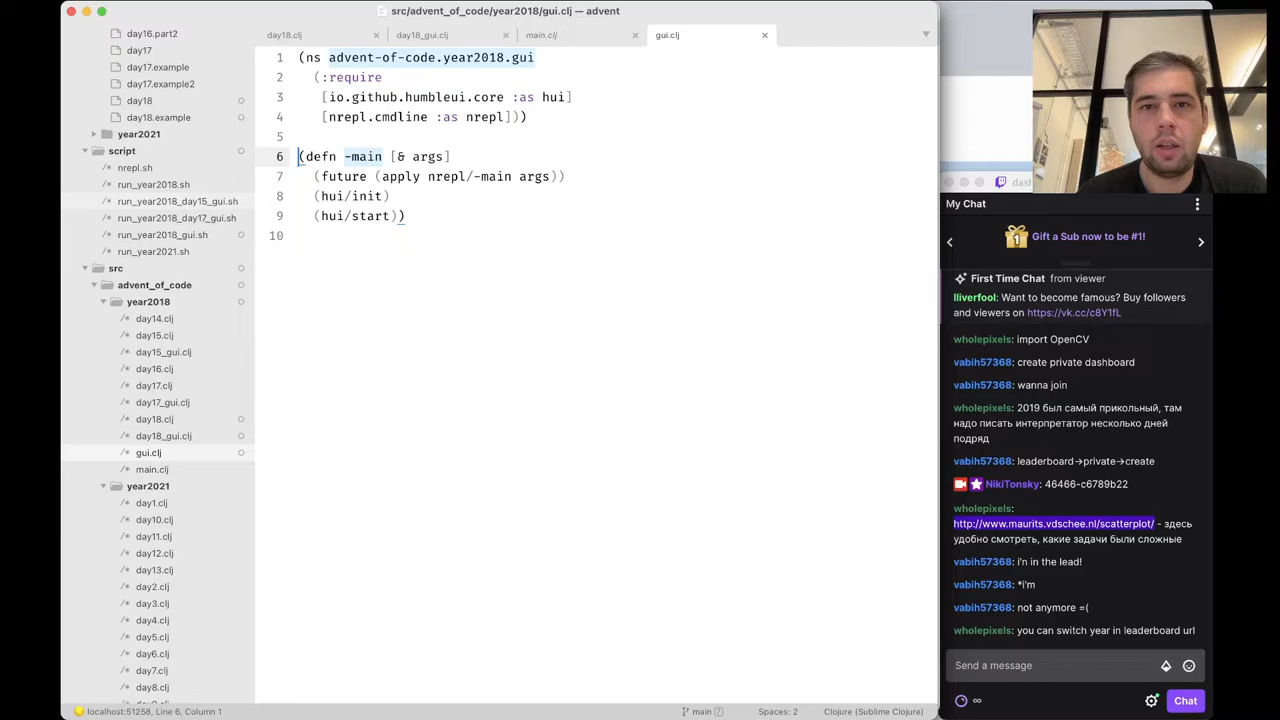 src/advent_of_code/year2018/gui.clj — advent
day16.part2
day17
day17.example
day17.example2
day18
day18.example
year2021
script
nrepl.sh
run_year2018.sh
run_year2018_day15_gui.sh
run_year2018_day17_gui.sh
run_year2018_gui.sh
run_year2021.sh
src
advent_of_code
year2018
day14.clj
day15.clj
day15_gui.clj
day16.clj
day17.clj
day17_gui.clj
day18.clj
day18_gui.clj
gui.clj
main.clj
year2021
day1.clj
day10.clj
day11.clj
day12.clj
day13.clj
day2.clj
day3.clj
day4.clj
day5.clj
day6.clj
day7.clj
day8.clj
day18.clj
day18_gui.clj
main.clj
gui.clj
1 (ns advent-of-code.year2018.gui
2 (:require
3 [io.github.humbleui.core :as hui]
4 [nrepl.cmdline :as nrepl]))
5
6 (defn -main [& args]
7 (future (apply nrepl/-main args))
8 (hui/init)
9 (hui/start))
10
localhost:51258, Line 6, Column 1
main 7
Spaces: 2
Clojure (Sublime Clojure)
dash
My Chat
1
Gift a Sub now to be #1!
First Time Chat from viewer
lliverfool: Want to become famous? Buy followers
and viewers on https://vk.cc/c8Y1fL
wholepixels: import OpenCV
vabih57368: create private dashboard
vabih57368: wanna join
wholepixels: 2019 был самый прикольный, там
надо писать интерпретатор несколько дней
подряд
vabih57368: leaderboard→private→create
NikiTonsky: 46466-c6789b22
wholepixels:
http://www.maurits.vdschee.nl/scatterplot/ - здесь
удобно смотреть, какие задачи были сложные
vabih57368: i'n in the lead!
vabih57368: *i'm
vabih57368: not anymore =(
wholepixels: you can switch year in leaderboard url
Send a message
Chat